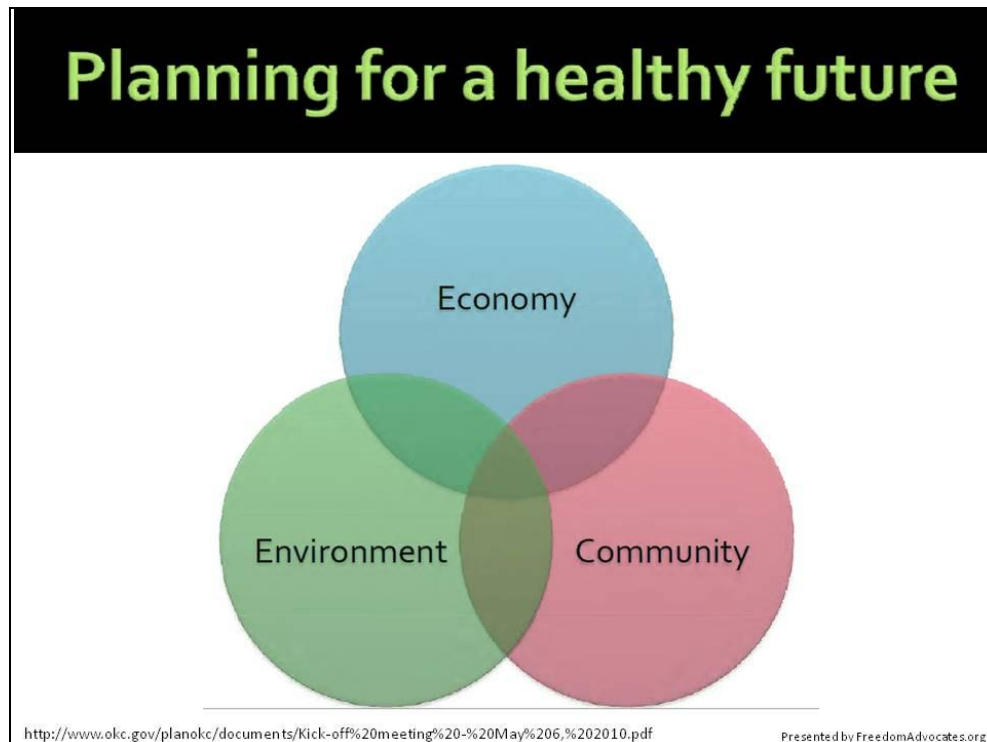 Planning for a healthy future
Economy
Environment
Community
http://www.okc.gov/planokc/documents/Kick-off%20meeting%20-%20May%206,%202010.pdf
Presented by FreedomAdvocates.org